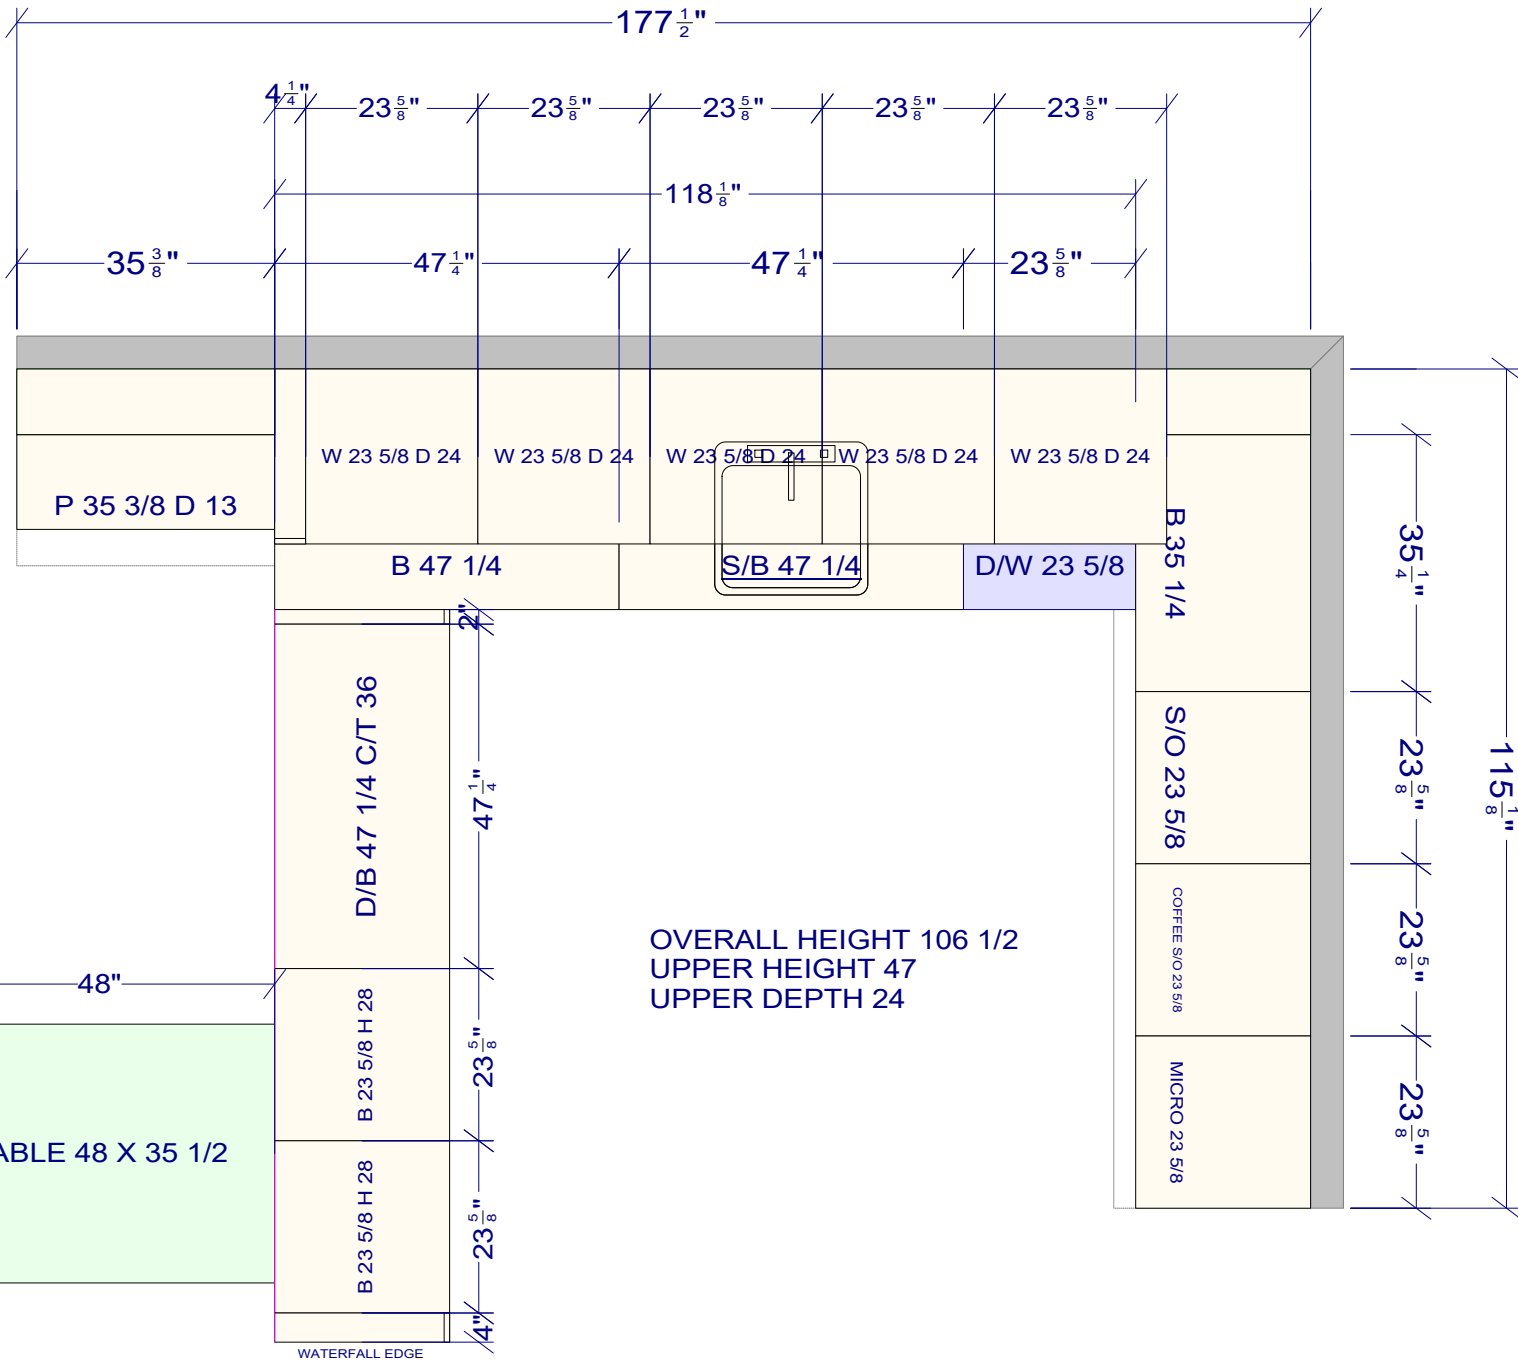 177 1/2"
4 1/4"
23 5/8" 23 5/8" 23 5/8" 23 5/8" 23 5/8"
118 1/8"
35 3/8" 47 1/4" 47 1/4" 23 5/8"
W 23 5/8 D 24 W 23 5/8 D 24 W 23 5/8 D 24 W 23 5/8 D 24 W 23 5/8 D 24
P 35 3/8 D 13
B 47 1/4 S/B 47 1/4 D/W 23 5/8
B 35 1/4
35 1/4"
2"
D/B 47 1/4 C/T 36
47 1/4"
S/O 23 5/8
23 5/8"
115 1/8"
COFFEE S/O 23 5/8
23 5/8"
OVERALL HEIGHT 106 1/2
UPPER HEIGHT 47
UPPER DEPTH 24
48"
B 23 5/8 H 28
23 5/8"
MICRO 23 5/8
23 5/8"
ABLE 48 X 35 1/2
B 23 5/8 H 28
23 5/8"
4"
WATERFALL EDGE